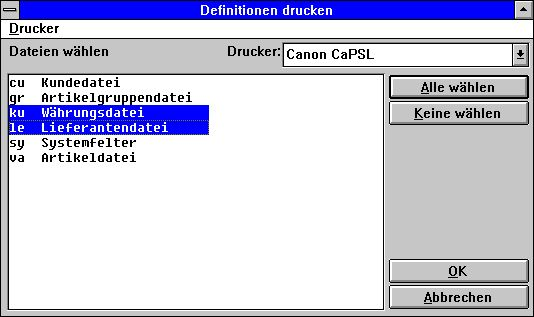 Definitionen drucken
Drucker
Dateien wählen Drucker: Canon CaPSL
cu Kundedatei
gr Artikelgruppendatei
ku Währungsdatei
le Lieferantendatei
sy Systemfelter
va Artikeldatei
Alle wählen
Keine wählen
OK
Abbrechen